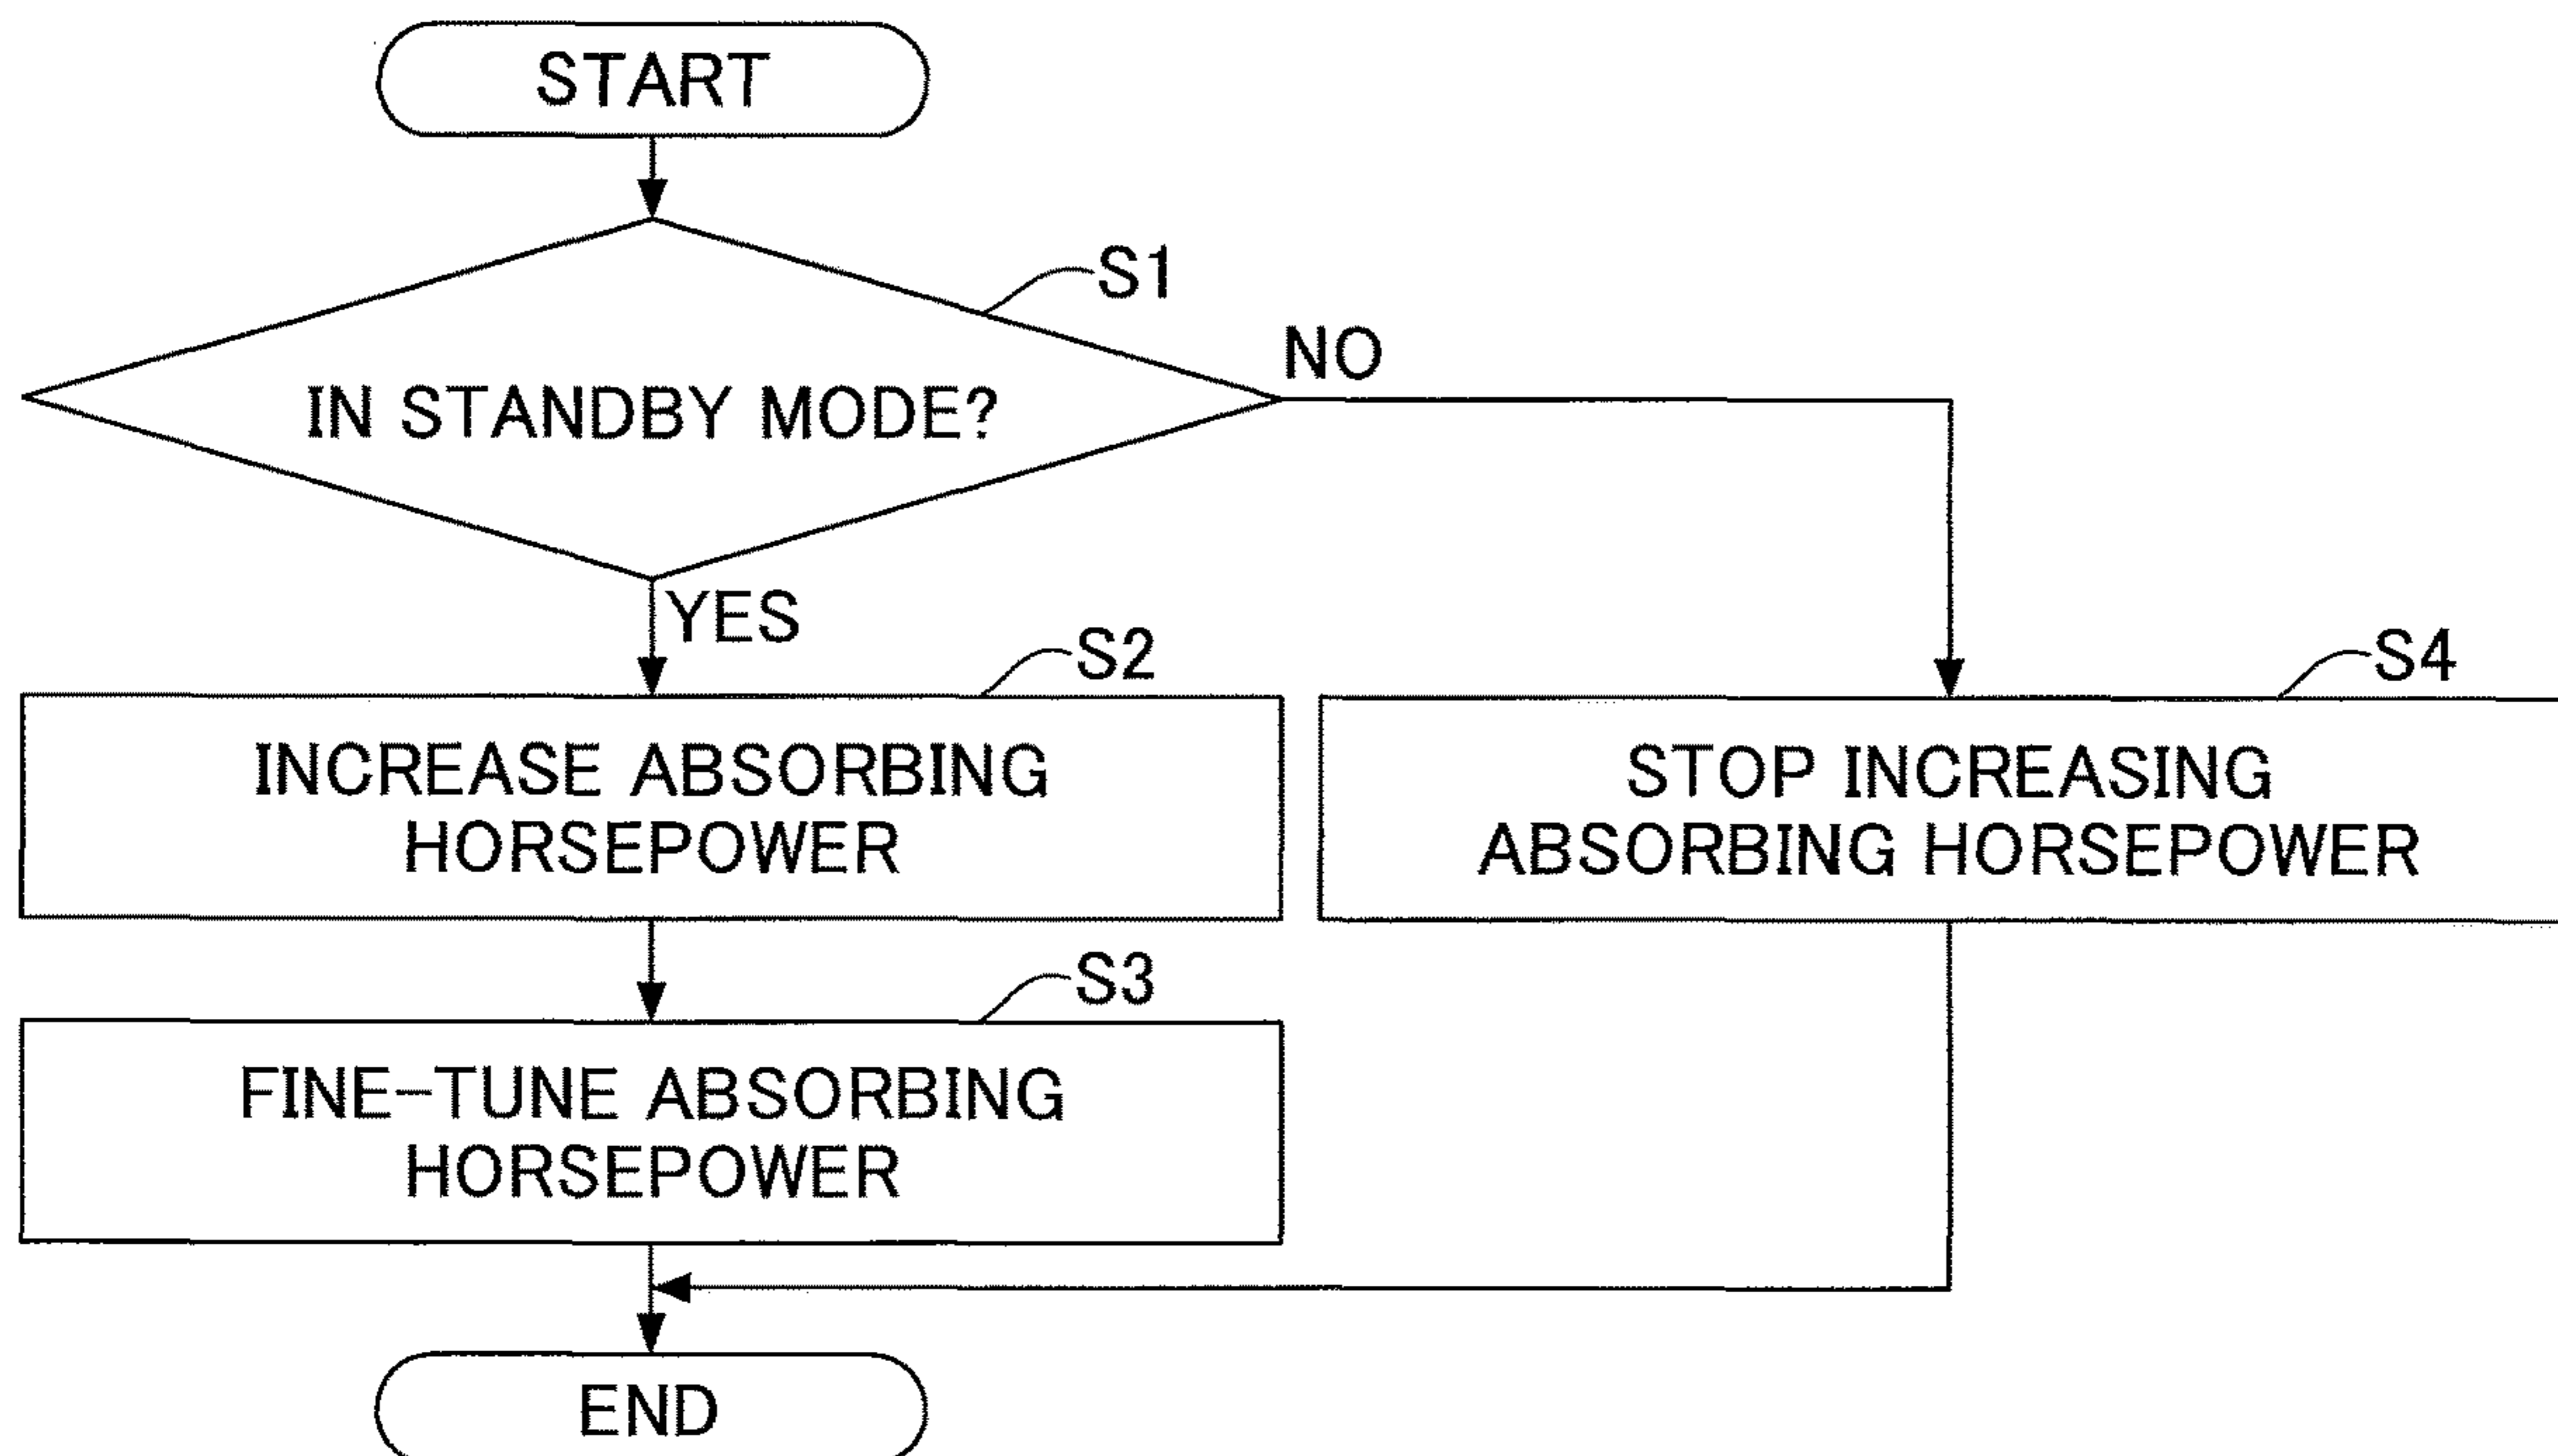 START
S1
IN STANDBY MODE?
NO
YES
S2
INCREASE ABSORBING
HORSEPOWER
S4
STOP INCREASING
ABSORBING HORSEPOWER
S3
FINE-TUNE ABSORBING
HORSEPOWER
END